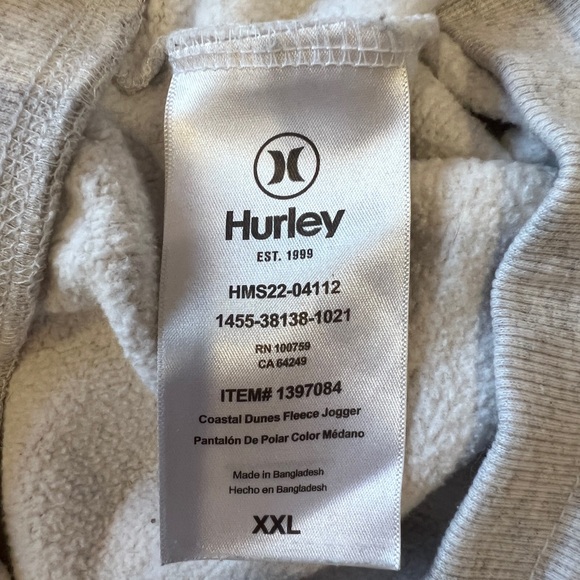 Hurley
EST. 1999
HMS22-04112
1455-38138-1021
RN 100759
CA 64249
ITEM# 1397084
Coastal Dunes Fleece Jogger
Pantalón De Polar Color Médano
Made in Bangladesh
Hecho en Bangladesh
XXL